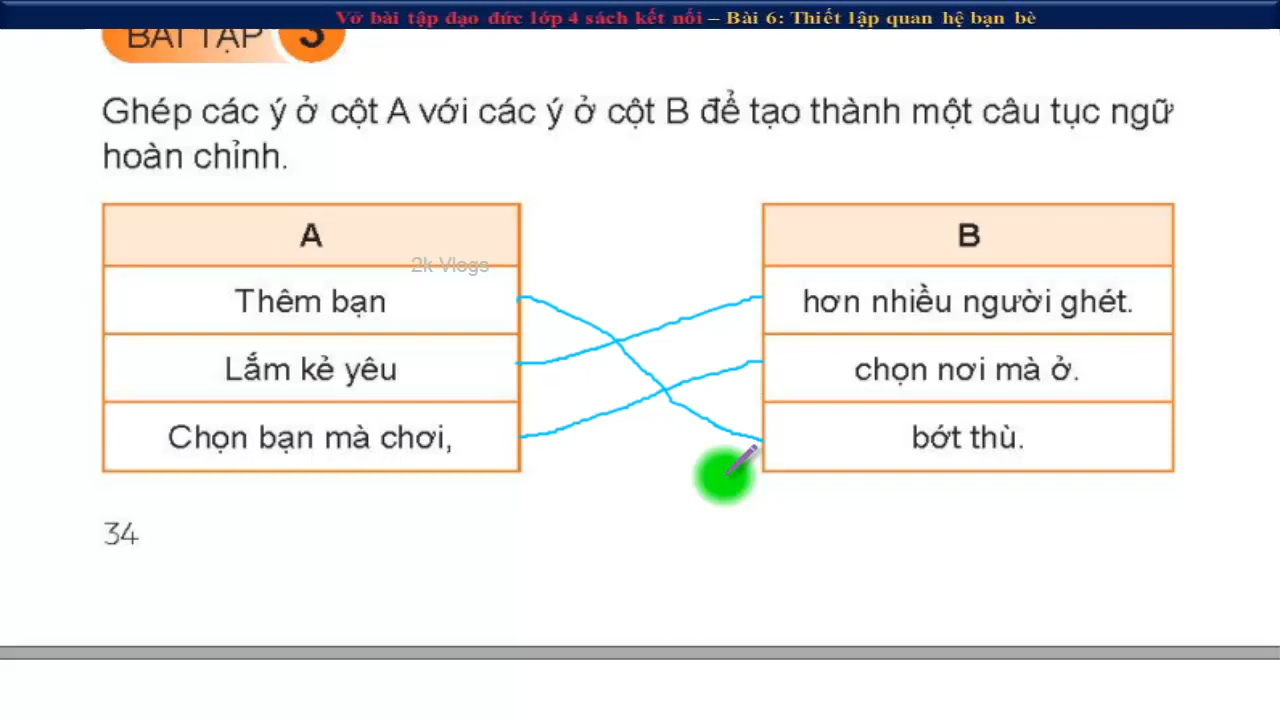 Vở bài tập đạo đức lớp 4 sách kết nối – Bài 6: Thiết lập quan hệ bạn bè
BÀI TẬP 3
Ghép các ý ở cột A với các ý ở cột B để tạo thành một câu tục ngữ
hoàn chỉnh.
A
2k Vlogs
Thêm bạn
Lắm kẻ yêu
Chọn bạn mà chơi,
B
hơn nhiều người ghét.
chọn nơi mà ở.
bớt thù.
34